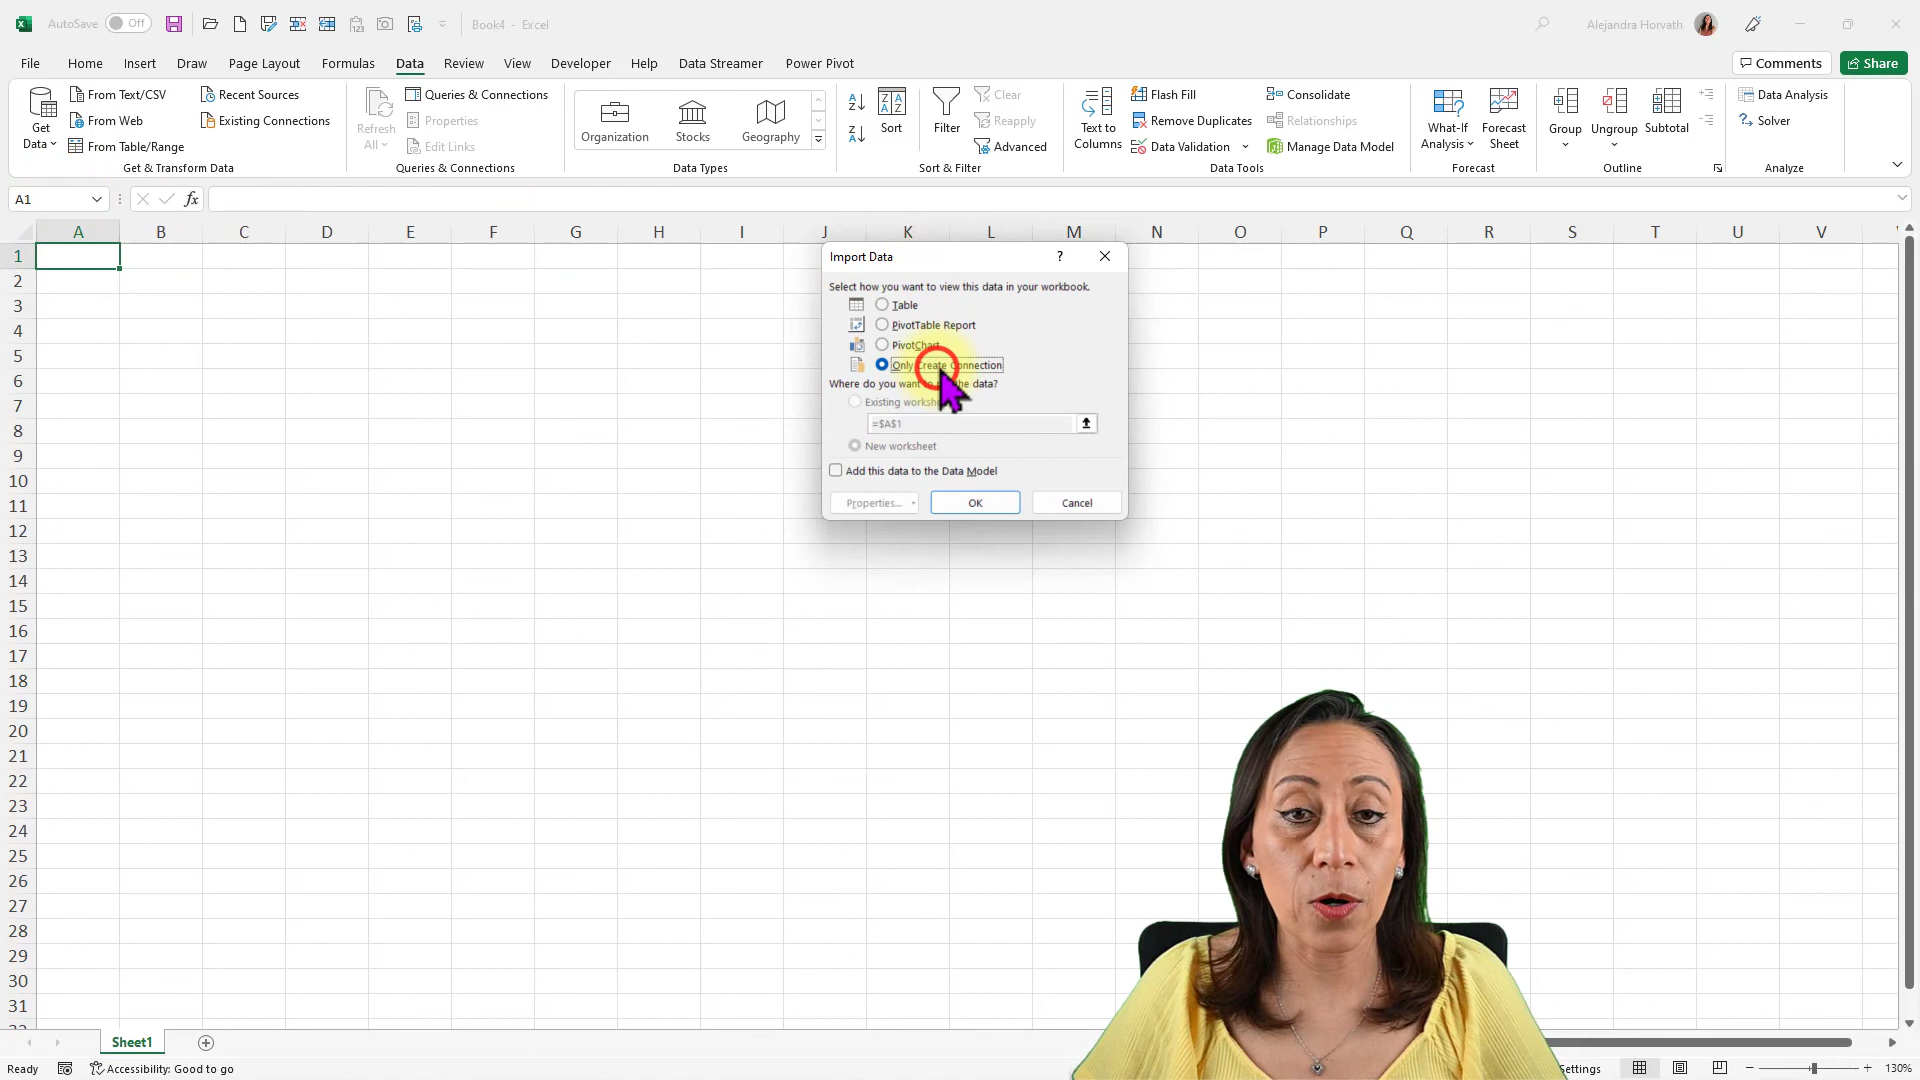 AutoSave Off Book4 - Excel Alejandra Horvath
File Home Insert Draw Page Layout Formulas Data Review View Developer Help Data Streamer Power Pivot Comments Share
Get Data
From Text/CSV
From Web
From Table/Range
Recent Sources
Existing Connections
Get & Transform Data
Refresh All
Queries & Connections
Properties
Edit Links
Queries & Connections
Organization Stocks Geography
Data Types
Sort
Filter
Clear
Reapply
Advanced
Sort & Filter
Text to Columns
Flash Fill
Remove Duplicates
Data Validation
Consolidate
Relationships
Manage Data Model
Data Tools
What-If Analysis
Forecast Sheet
Forecast
Group Ungroup Subtotal
Outline
Data Analysis
Solver
Analyze
A1 fx
A B C D E F G H I J K L M N O P Q R S T U V
1
2
3
4
5
6
7
8
9
10
11
12
13
14
15
16
17
18
19
20
21
22
23
24
25
26
27
28
29
30
31
Import Data ?
Select how you want to view this data in your workbook.
Table
PivotTable Report
PivotChart
Only Create Connection
Where do you want to the data?
Existing
=$A$1
New worksheet
Add this data to the Data Model
Properties... OK Cancel
Sheet1
Ready Accessibility: Good to go Settings 130%